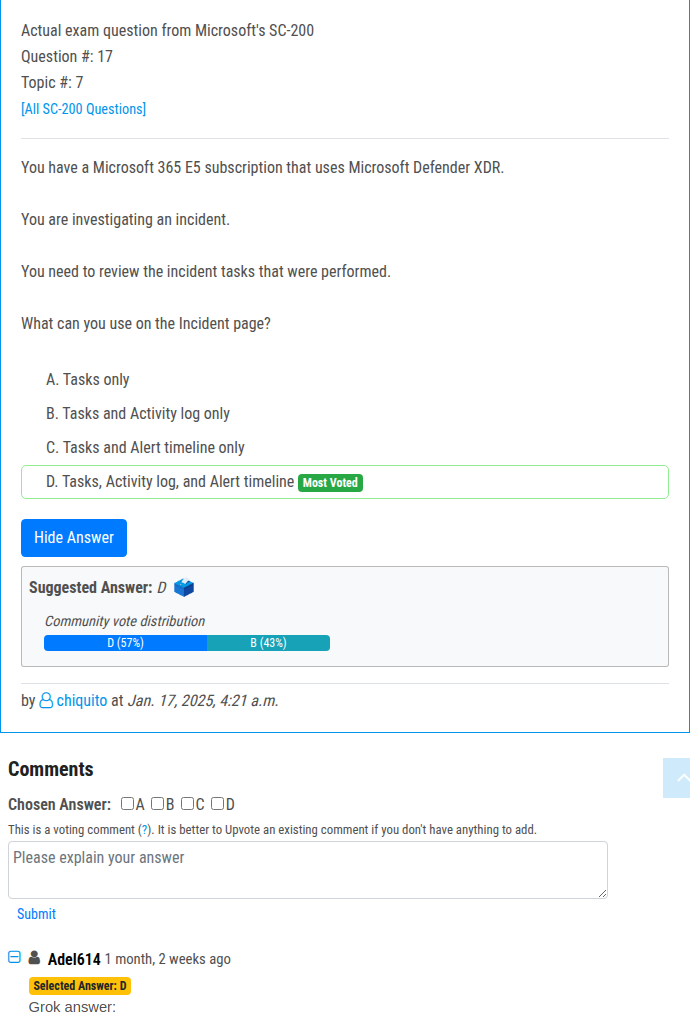 Actual exam question from Microsoft's SC-200
Question #: 17
Topic #: 7
[All SC-200 Questions]
You have a Microsoft 365 E5 subscription that uses Microsoft Defender XDR.
You are investigating an incident.
You need to review the incident tasks that were performed.
What can you use on the Incident page?
A. Tasks only
B. Tasks and Activity log only
C. Tasks and Alert timeline only
D. Tasks, Activity log, and Alert timeline Most Voted
Hide Answer
Suggested Answer: D
Community vote distribution
D (57%) B (43%)
by chiquito at Jan. 17, 2025, 4:21 a.m.
Comments
Chosen Answer: A B C D
This is a voting comment (?). It is better to Upvote an existing comment if you don't have anything to add.
Please explain your answer
Submit
Adel614 1 month, 2 weeks ago
Selected Answer: D
Grok answer: